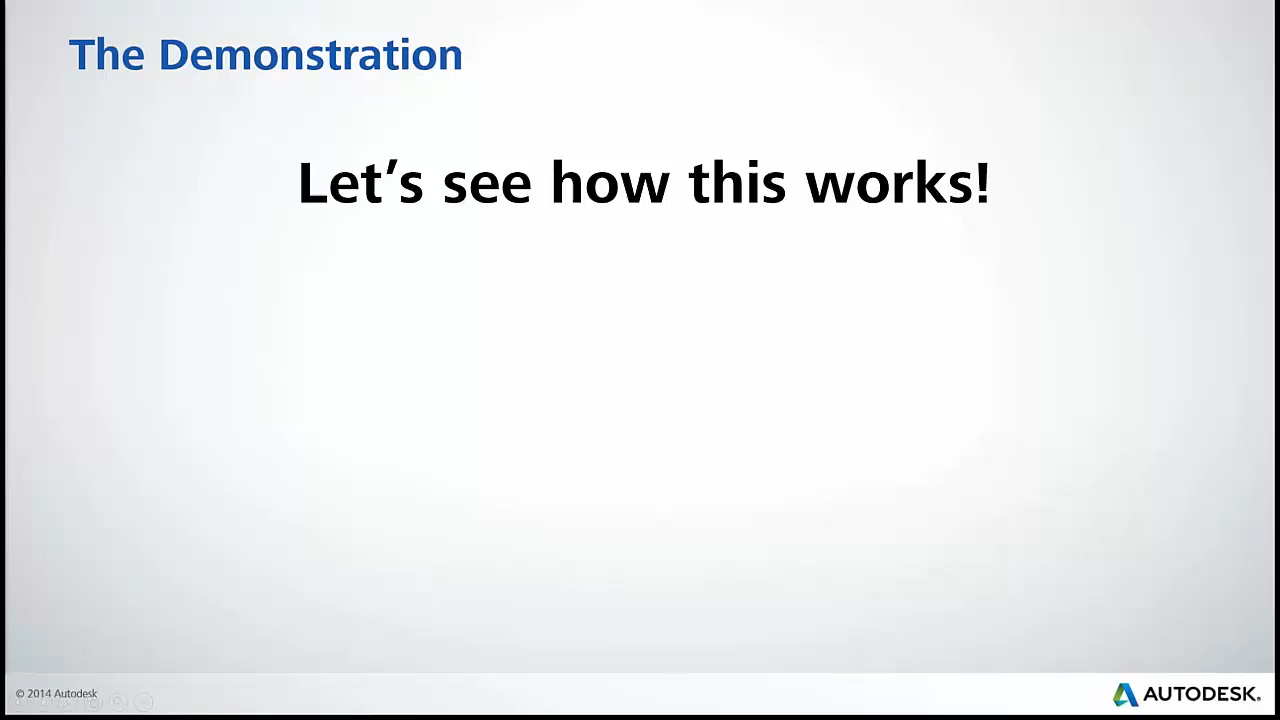 The Demonstration
Let’s see how this works!
© 2014 Autodesk
AUTODESK.